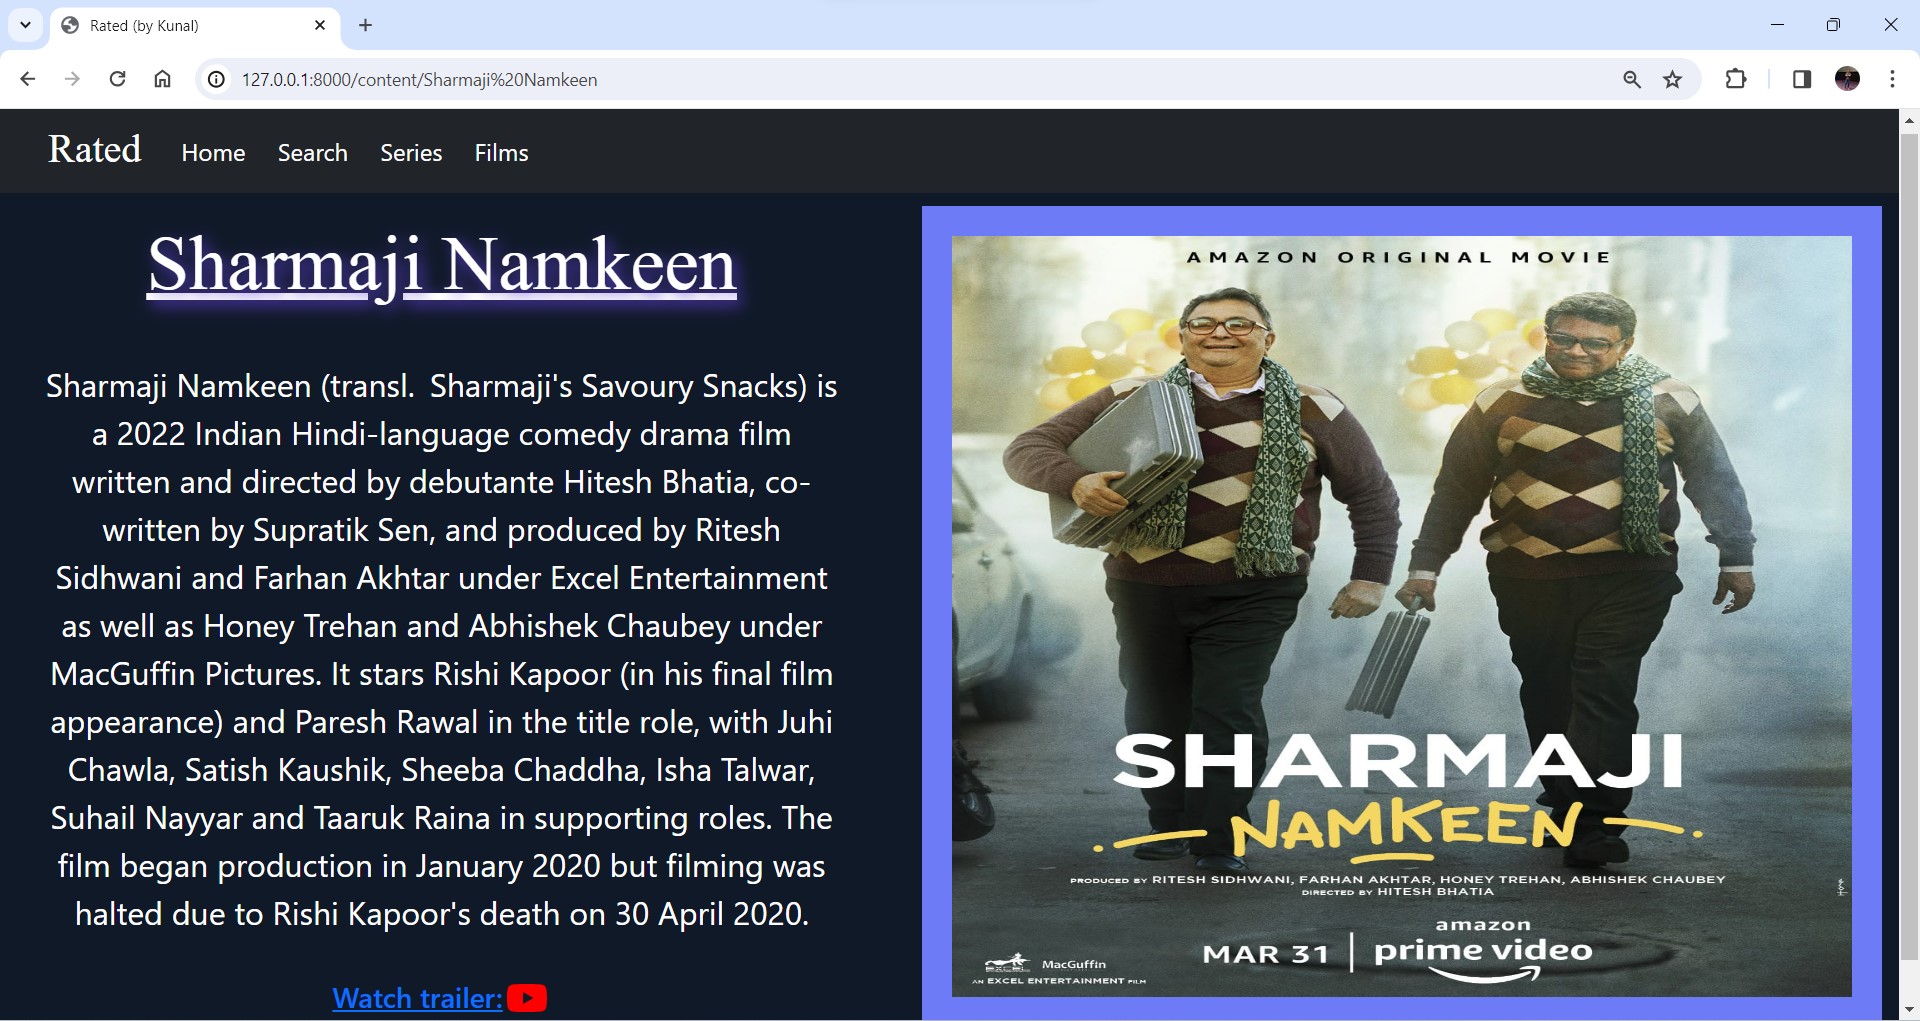 Rated (by Kunal)
127.0.0.1:8000/content/Sharmaji%20Namkeen
Rated Home Search Series Films
Sharmaji Namkeen
Sharmaji Namkeen (transl. Sharmaji's Savoury Snacks) is
a 2022 Indian Hindi-language comedy drama film
written and directed by debutante Hitesh Bhatia, co-
written by Supratik Sen, and produced by Ritesh
Sidhwani and Farhan Akhtar under Excel Entertainment
as well as Honey Trehan and Abhishek Chaubey under
MacGuffin Pictures. It stars Rishi Kapoor (in his final film
appearance) and Paresh Rawal in the title role, with Juhi
Chawla, Satish Kaushik, Sheeba Chaddha, Isha Talwar,
Suhail Nayyar and Taaruk Raina in supporting roles. The
film began production in January 2020 but filming was
halted due to Rishi Kapoor's death on 30 April 2020.
Watch trailer:
AMAZON ORIGINAL MOVIE
SHARMAJI
NAMKEEN
PRODUCED BY RITESH SIDHWANI, FARHAN AKHTAR, HONEY TREHAN, ABHISHEK CHAUBEY
DIRECTED BY HITESH BHATIA
MAR 31
amazon
prime video
EXCEL
MacGuffin
AN EXCEL ENTERTAINMENT FILM